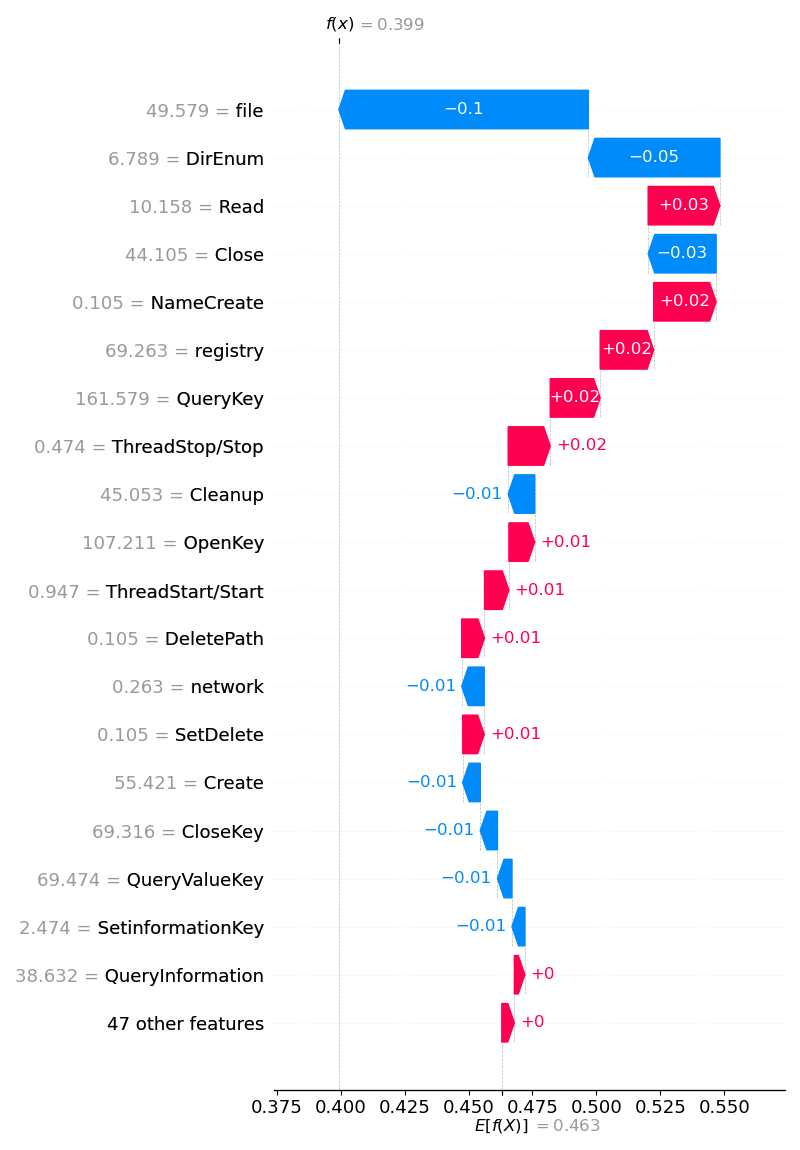 f(x) = 0.399
49.579 = file −0.1
6.789 = DirEnum −0.05
10.158 = Read +0.03
44.105 = Close −0.03
0.105 = NameCreate +0.02
69.263 = registry +0.02
161.579 = QueryKey +0.02
0.474 = ThreadStop/Stop +0.02
45.053 = Cleanup −0.01
107.211 = OpenKey +0.01
0.947 = ThreadStart/Start +0.01
0.105 = DeletePath +0.01
0.263 = network −0.01
0.105 = SetDelete +0.01
55.421 = Create −0.01
69.316 = CloseKey −0.01
69.474 = QueryValueKey −0.01
2.474 = SetinformationKey −0.01
38.632 = QueryInformation +0
47 other features +0
0.375 0.400 0.425 0.450 0.475 0.500 0.525 0.550
E[f(X)] = 0.463